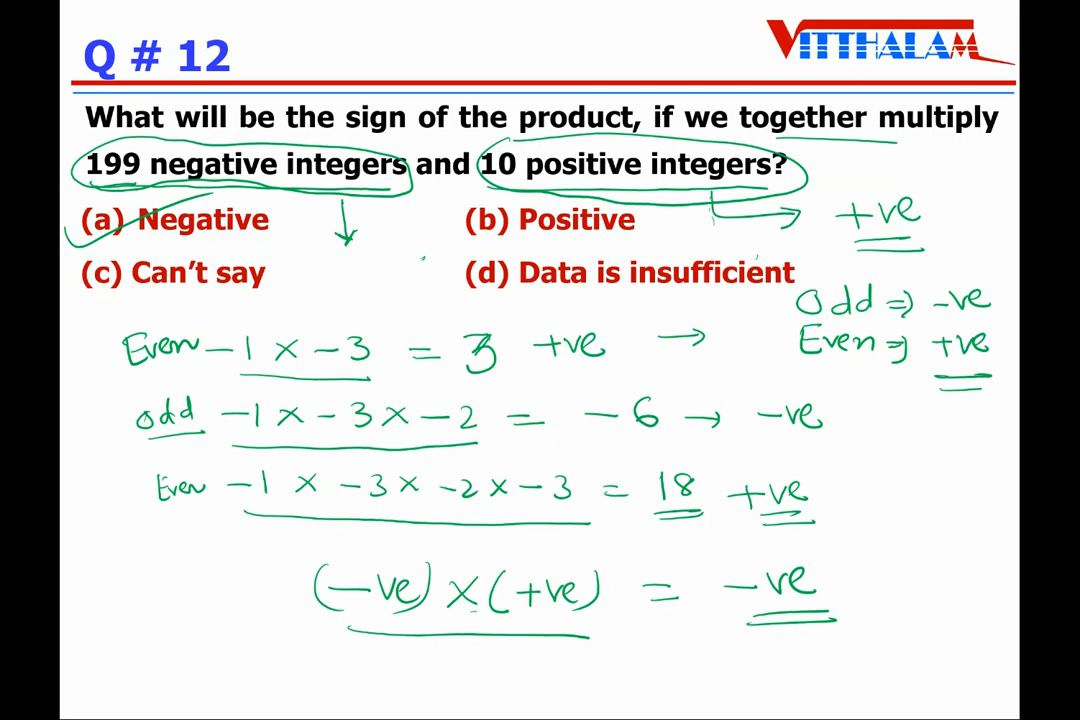 Q # 12
VITTHALAM
What will be the sign of the product, if we together multiply
199 negative integers and 10 positive integers?
(a) Negative (b) Positive
+ve
(c) Can't say (d) Data is insufficient
Odd ⇒ -ve
Even ⇒ +ve
Even -1 × -3 = 3 +ve →
Odd -1 × -3 × -2 = -6 → -ve
Even -1 × -3 × -2 × -3 = 18 +ve
(-ve) × (+ve) = -ve